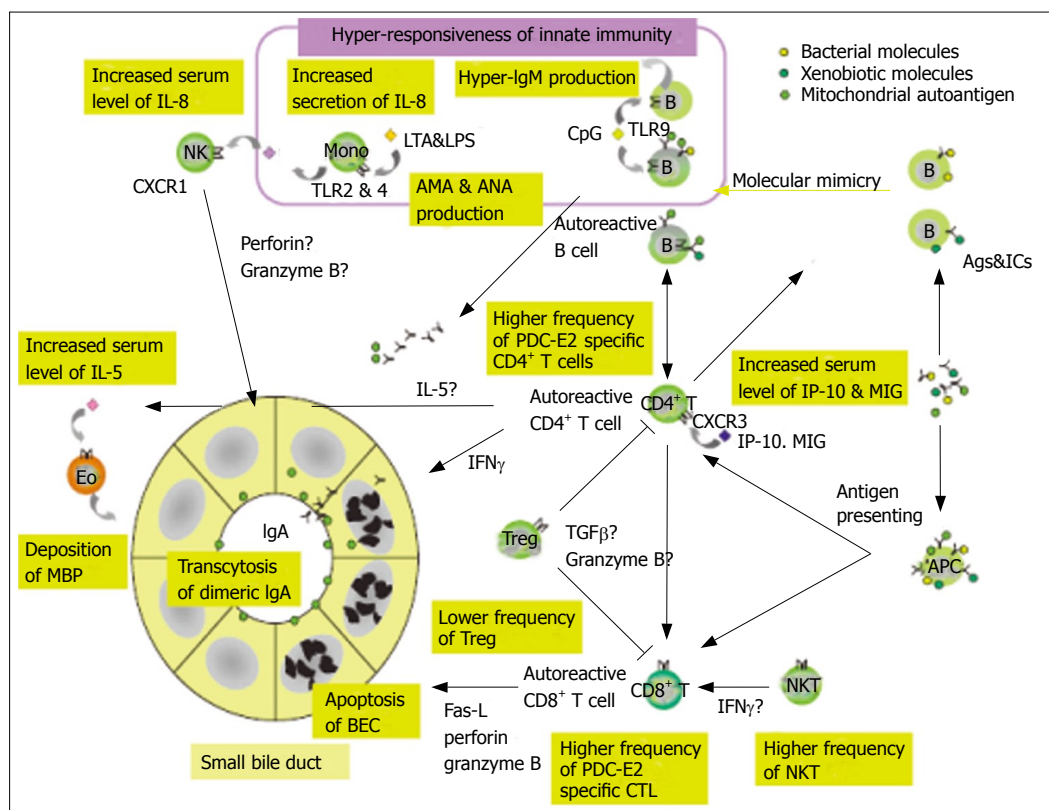 Hyper-responsiveness of innate immunity
Bacterial molecules
Xenobiotic molecules
Mitochondrial autoantigen
Increased serum
level of IL-8
Increased
secretion of IL-8
Hyper-IgM production
B
CpG
TLR9
LTA&LPS
NK
Mono
B
B
CXCR1
TLR2 & 4
AMA & ANA
production
Molecular mimicry
Perforin?
Granzyme B?
Autoreactive
B cell
B
B
Ags&ICs
Higher frequency
of PDC-E2 specific
CD4⁺ T cells
Increased serum
level of IL-5
IL-5?
Autoreactive
CD4⁺ T cell
CD4⁺ T
CXCR3
IP-10. MIG
Increased serum
level of IP-10 & MIG
IFNγ
Eo
IgA
Treg
TGFβ?
Granzyme B?
Antigen
presenting
APC
Deposition
of MBP
Transcytosis
of dimeric IgA
Lower frequency
of Treg
Autoreactive
CD8⁺ T cell
CD8⁺ T
IFNγ?
NKT
Apoptosis
of BEC
Fas-L
perforin
granzyme B
Small bile duct
Higher frequency
of PDC-E2
specific CTL
Higher frequency
of NKT